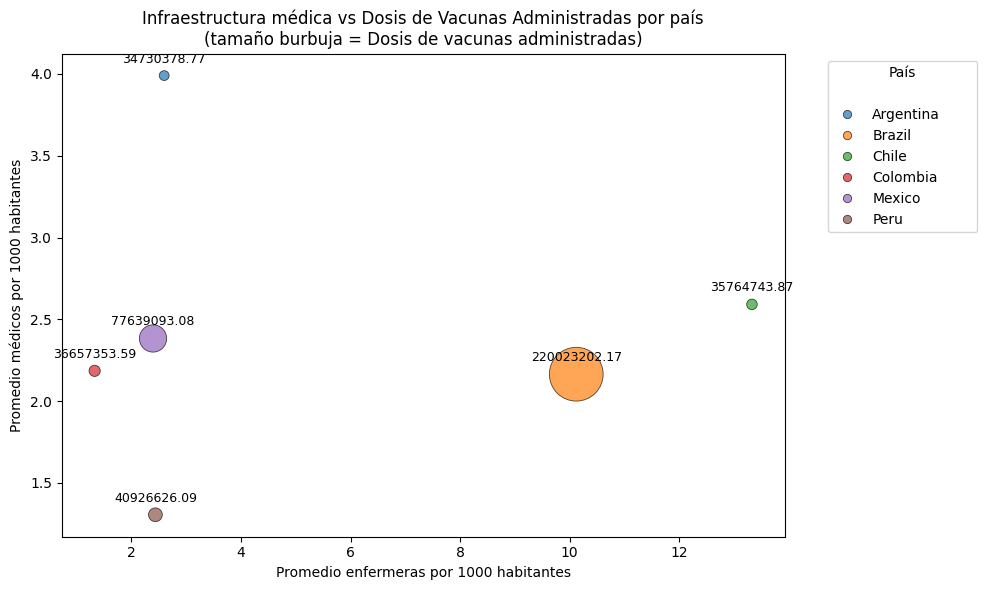 Infraestructura médica vs Dosis de Vacunas Administradas por país
(tamaño burbuja = Dosis de vacunas administradas)
Promedio médicos por 1000 habitantes
4.0
3.5
3.0
2.5
2.0
1.5
34730378.77
35764743.87
77639093.08
36657353.59
220023202.17
40926626.09
2
4
6
8
10
12
Promedio enfermeras por 1000 habitantes
País
Argentina
Brazil
Chile
Colombia
Mexico
Peru